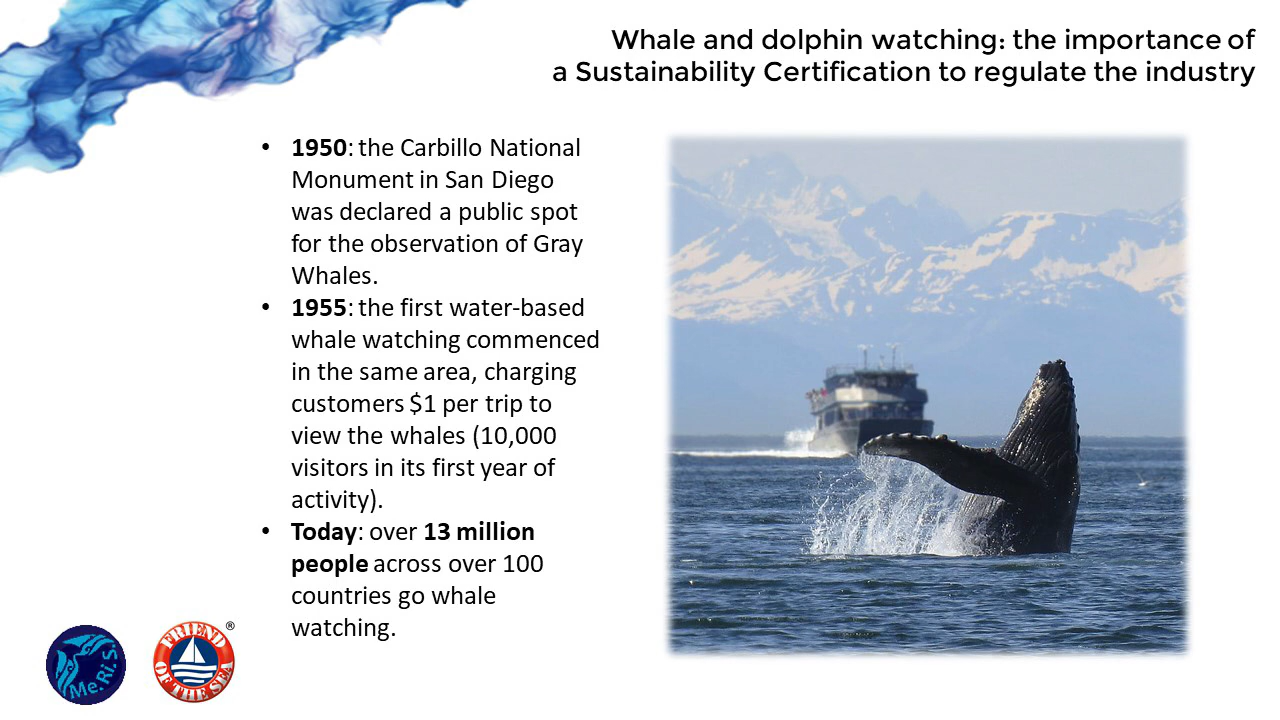 Whale and dolphin watching: the importance of
a Sustainability Certification to regulate the industry
• 1950: the Carbillo National
Monument in San Diego
was declared a public spot
for the observation of Gray
Whales.
• 1955: the first water-based
whale watching commenced
in the same area, charging
customers $1 per trip to
view the whales (10,000
visitors in its first year of
activity).
• Today: over 13 million
people across over 100
countries go whale
watching.
Me.Ri.S.
FRIEND
OF THE SEA
®